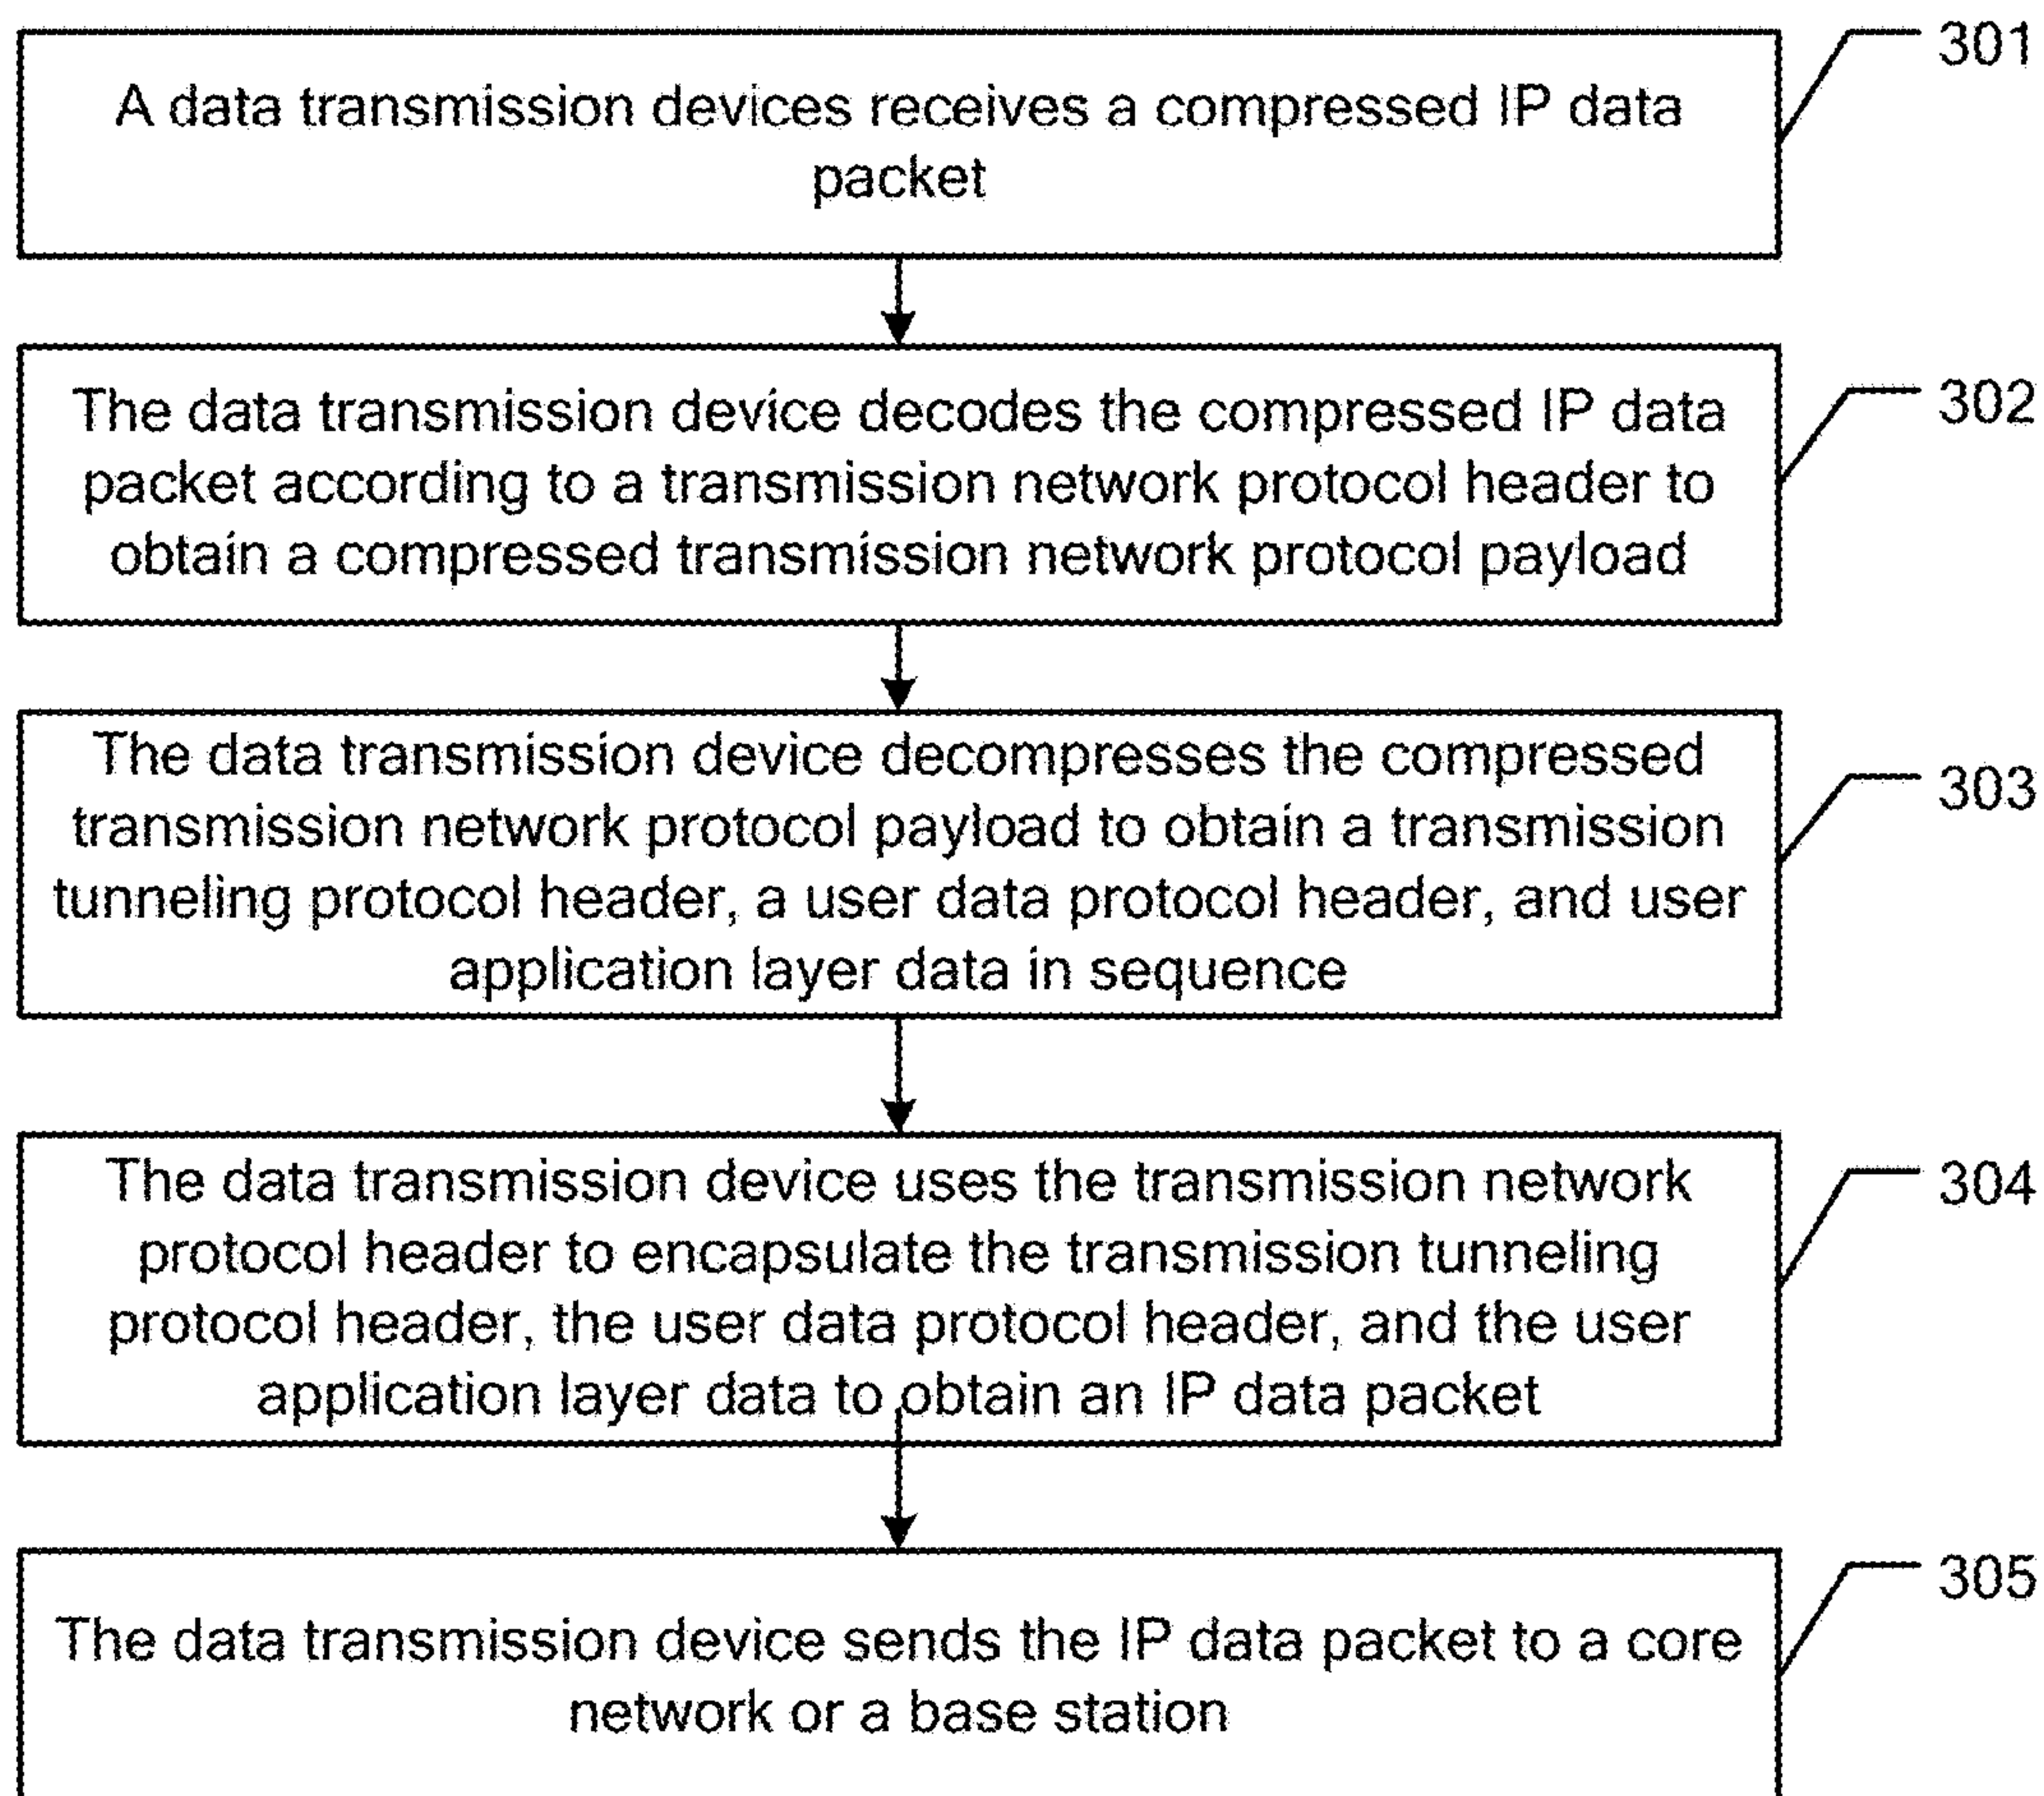 301
A data transmission devices receives a compressed IP data
packet
302
The data transmission device decodes the compressed IP data
packet according to a transmission network protocol header to
obtain a compressed transmission network protocol payload
303
The data transmission device decompresses the compressed
transmission network protocol payload to obtain a transmission
tunneling protocol header, a user data protocol header, and user
application layer data in sequence
304
The data transmission device uses the transmission network
protocol header to encapsulate the transmission tunneling
protocol header, the user data protocol header, and the user
application layer data to obtain an IP data packet
305
The data transmission device sends the IP data packet to a core
network or a base station